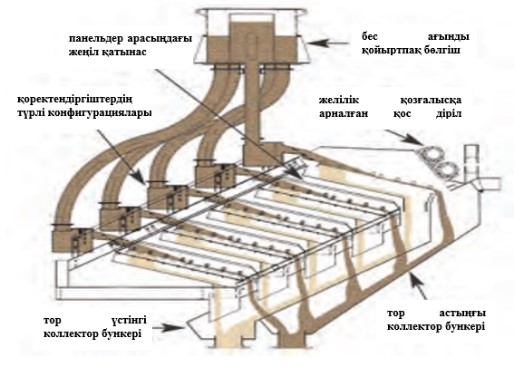 панельдер арасындағы
жеңіл қатынас
бес ағынды
қойыртпақ бөлгіш
қоректендіргіштердің
түрлі конфигурациялары
желілік қозғалысқа
арналған қос діріл
тор үстінгі
коллектор бункері
тор астыңғы
коллектор бункері